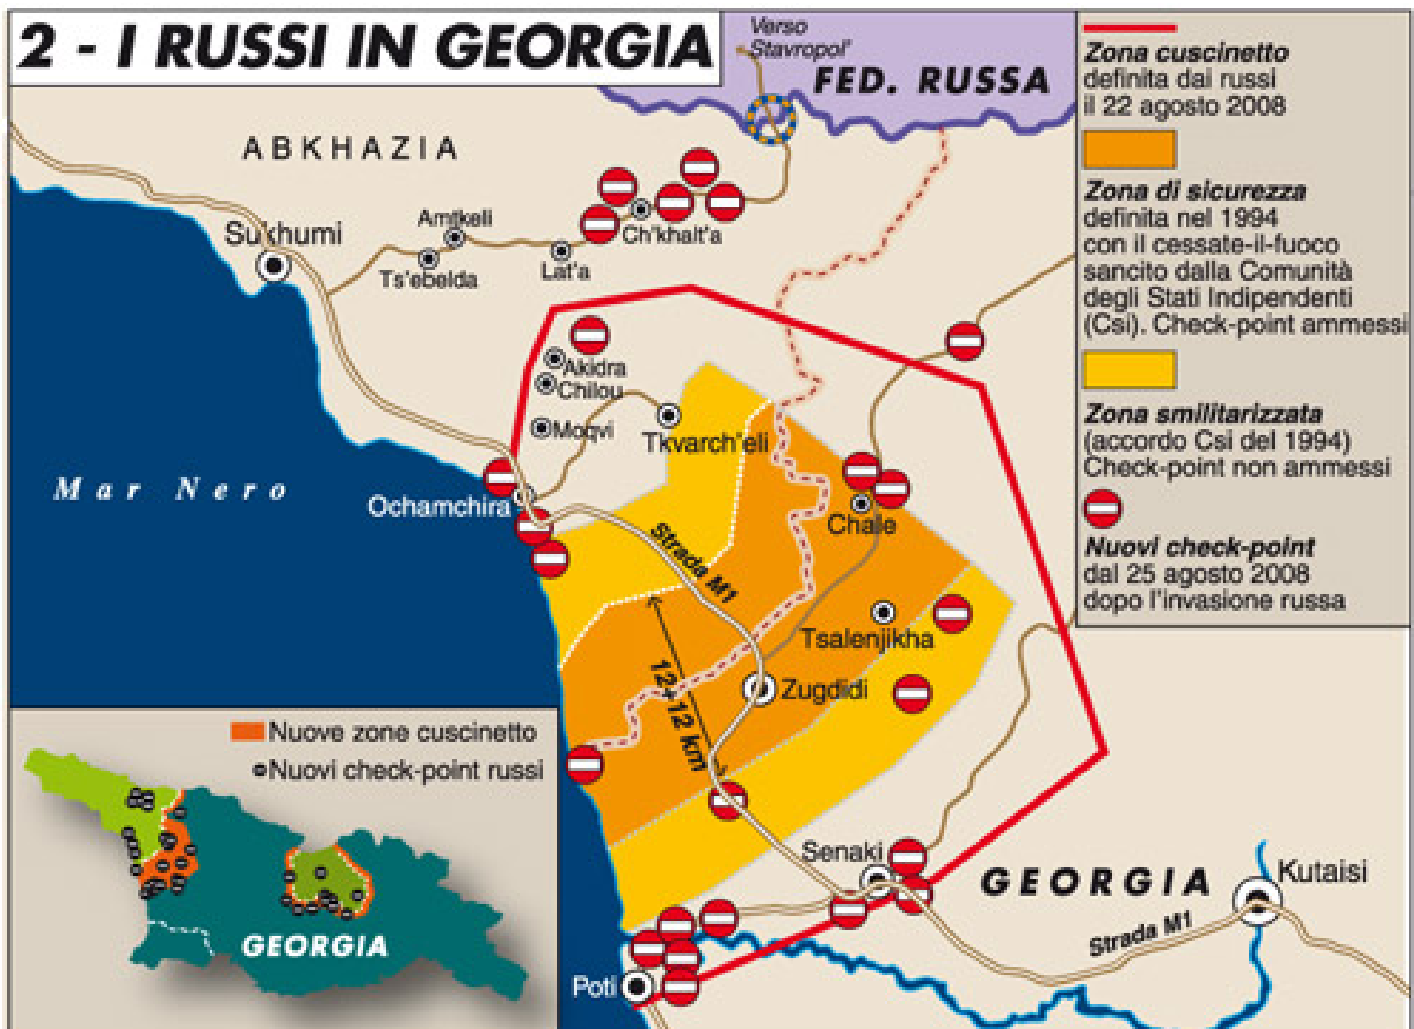 2 - I RUSSI IN GEORGIA
Verso
Stavropol'
FED. RUSSA
ABKHAZIA
Sukhumi
Amtkeli
Ts'ebelda
Lat'a
Ch'khalt'a
Akidra
Chilou
Moqvi
Tkvarch'eli
Mar Nero
Ochamchira
Strada M1
Chale
Tsalenjikha
12+12 km
Zugdidi
Senaki
GEORGIA
Kutaisi
Strada M1
Poti
Zona cuscinetto
definita dai russi
il 22 agosto 2008
Zona di sicurezza
definita nel 1994
con il cessate-il-fuoco
sancito dalla Comunità
degli Stati Indipendenti
(Csi). Check-point ammessi
Zona smilitarizzata
(accordo Csi del 1994)
Check-point non ammessi
Nuovi check-point
dal 25 agosto 2008
dopo l'invasione russa
Nuove zone cuscinetto
Nuovi check-point russi
GEORGIA